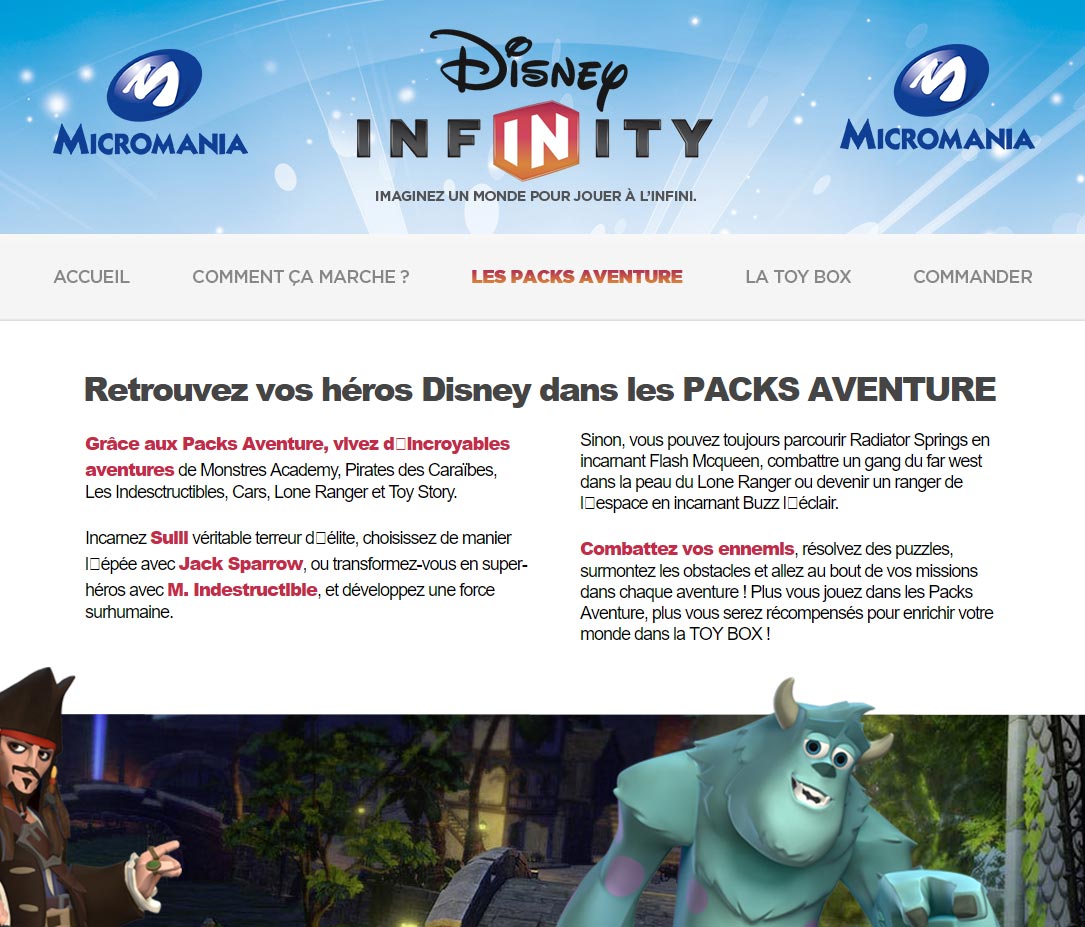 MICROMANIA
DISNEY
INFINITY
MICROMANIA
IMAGINEZ UN MONDE POUR JOUER À L'INFINI.
ACCUEIL COMMENT ÇA MARCHE ? LES PACKS AVENTURE LA TOY BOX COMMANDER
Retrouvez vos héros Disney dans les PACKS AVENTURE
Grâce aux Packs Aventure, vivez d□incroyables
aventures de Monstres Academy, Pirates des Caraïbes,
Les Indesctructibles, Cars, Lone Ranger et Toy Story.
Incarnez Sulli véritable terreur d□élite, choisissez de manier
l□épée avec Jack Sparrow, ou transformez-vous en super-
héros avec M. Indestructible, et développez une force
surhumaine.
Sinon, vous pouvez toujours parcourir Radiator Springs en
incarnant Flash Mcqueen, combattre un gang du far west
dans la peau du Lone Ranger ou devenir un ranger de
l□espace en incarnant Buzz l□éclair.
Combattez vos ennemis, résolvez des puzzles,
surmontez les obstacles et allez au bout de vos missions
dans chaque aventure ! Plus vous jouez dans les Packs
Aventure, plus vous serez récompensés pour enrichir votre
monde dans la TOY BOX !